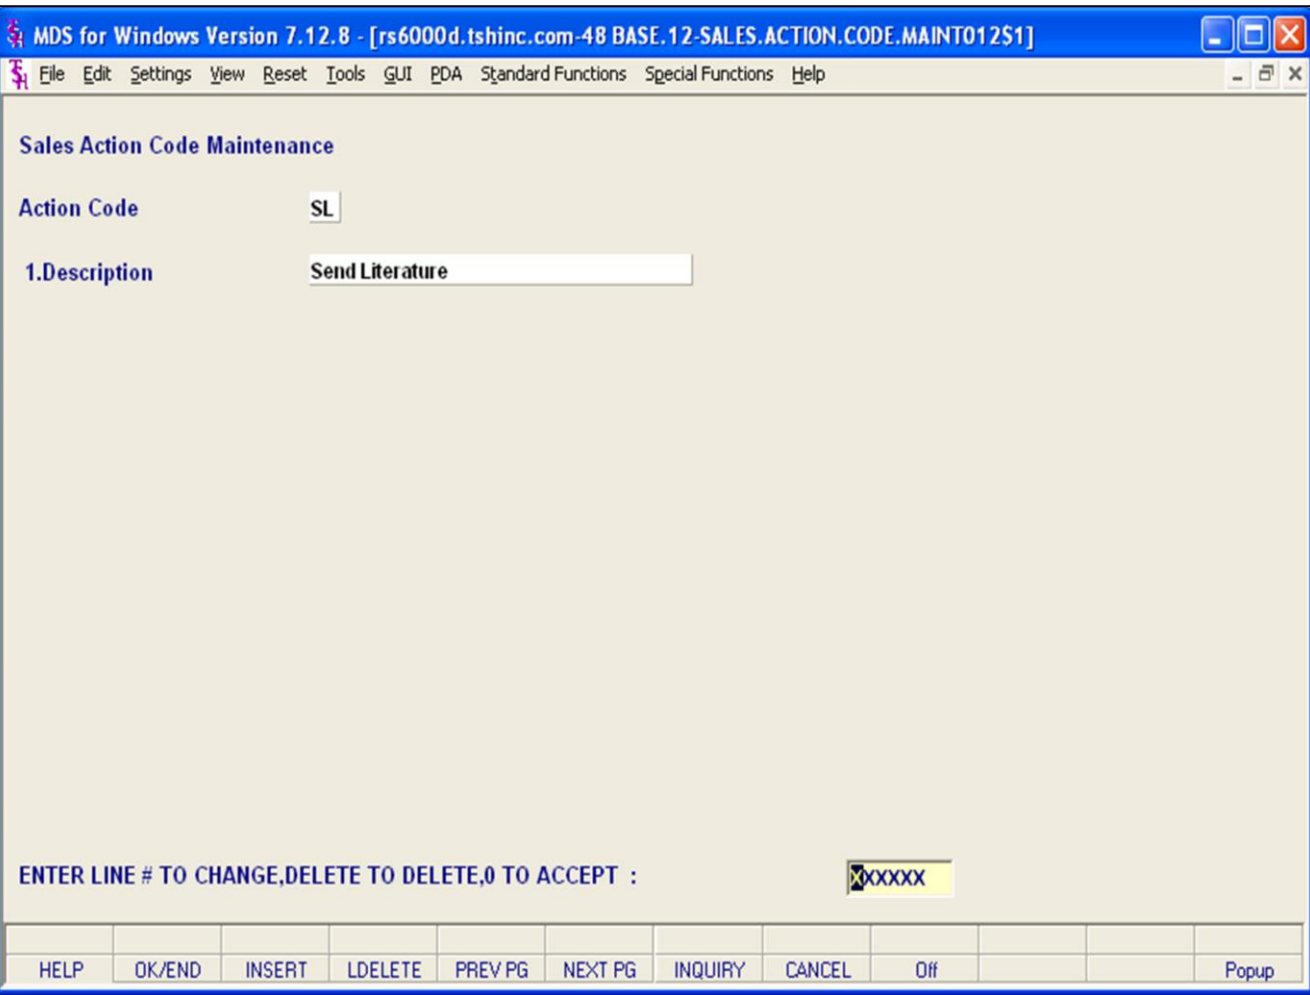 MDS for Windows Version 7.12.8 - [rs6000d.tshinc.com-48 BASE.12-SALES.ACTION.CODE.MAINT012$1]
File Edit Settings View Reset Tools GUI PDA Standard Functions Special Functions Help
Sales Action Code Maintenance
Action Code SL
1.Description Send Literature
ENTER LINE # TO CHANGE,DELETE TO DELETE,0 TO ACCEPT : XXXXXX
HELP OK/END INSERT LDELETE PREV PG NEXT PG INQUIRY CANCEL Off Popup